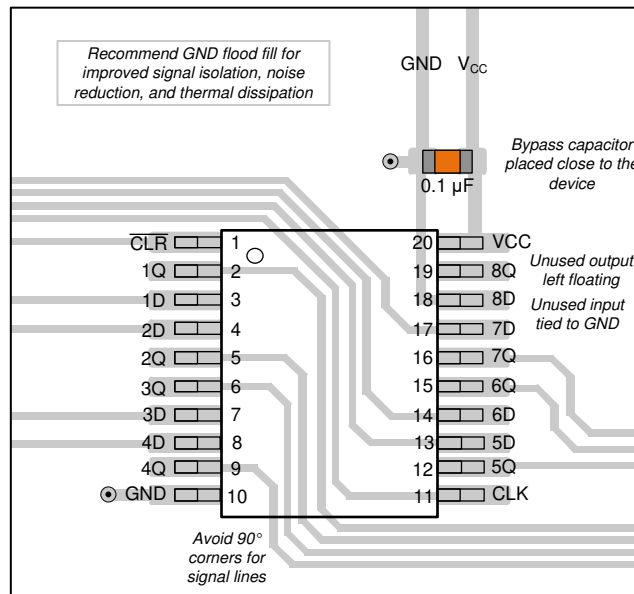 Recommend GND flood fill for
improved signal isolation, noise
reduction, and thermal dissipation
GND VCC
Bypass capacitor
placed close to the
device
0.1 µF
CLR 1 20 VCC
1Q 2 19 8Q
Unused output
left floating
1D 3 18 8D
Unused input
tied to GND
2D 4 17 7D
2Q 5 16 7Q
3Q 6 15 6Q
3D 7 14 6D
4D 8 13 5D
4Q 9 12 5Q
GND 10 11 CLK
Avoid 90°
corners for
signal lines